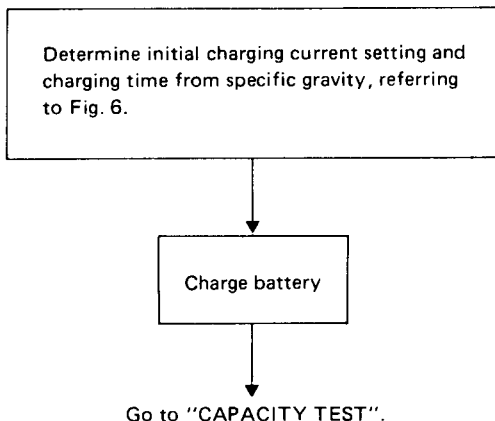 Determine initial charging current setting and
charging time from specific gravity, referring
to Fig. 6.
Charge battery
Go to "CAPACITY TEST".